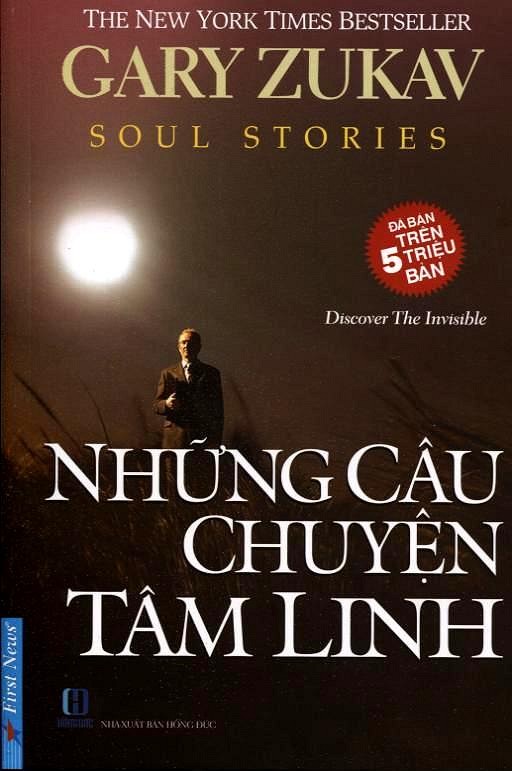 THE NEW YORK TIMES BESTSELLER
GARY ZUKAV
SOUL STORIES
ĐÃ BÁN
TRÊN
5 TRIỆU
BẢN
Discover The Invisible
NHỮNG CÂU
CHUYỆN
TÂM LINH
First News®
NHÀ XUẤT BẢN HỒNG ĐỨC